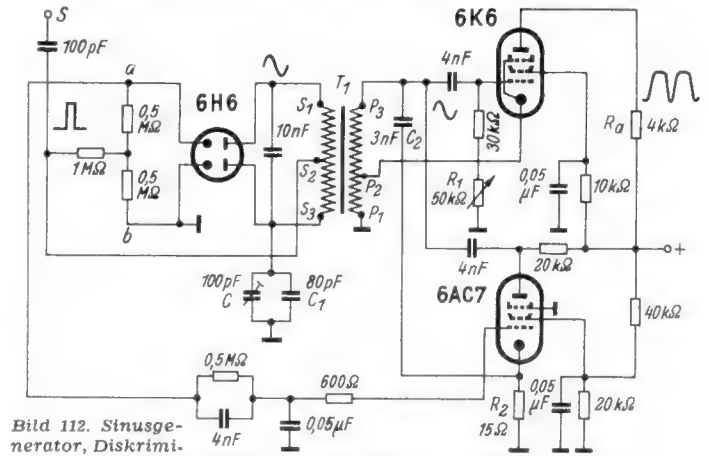 S
100pF
a
0,5
MΩ
1MΩ
0,5
MΩ
b
6H6
10nF
S1
S2
S3
T1
P3
P2
P1
3nF
C2
4nF
6K6
30kΩ
R1
50kΩ
0,05
µF
10kΩ
Ra
4kΩ
4nF
20kΩ
+
6AC7
40kΩ
100pF
C
80pF
C1
0,5MΩ
4nF
0,05µF
600Ω
R2
15Ω
0,05
µF
20kΩ
Bild 112. Sinusge-
nerator, Diskrimi-